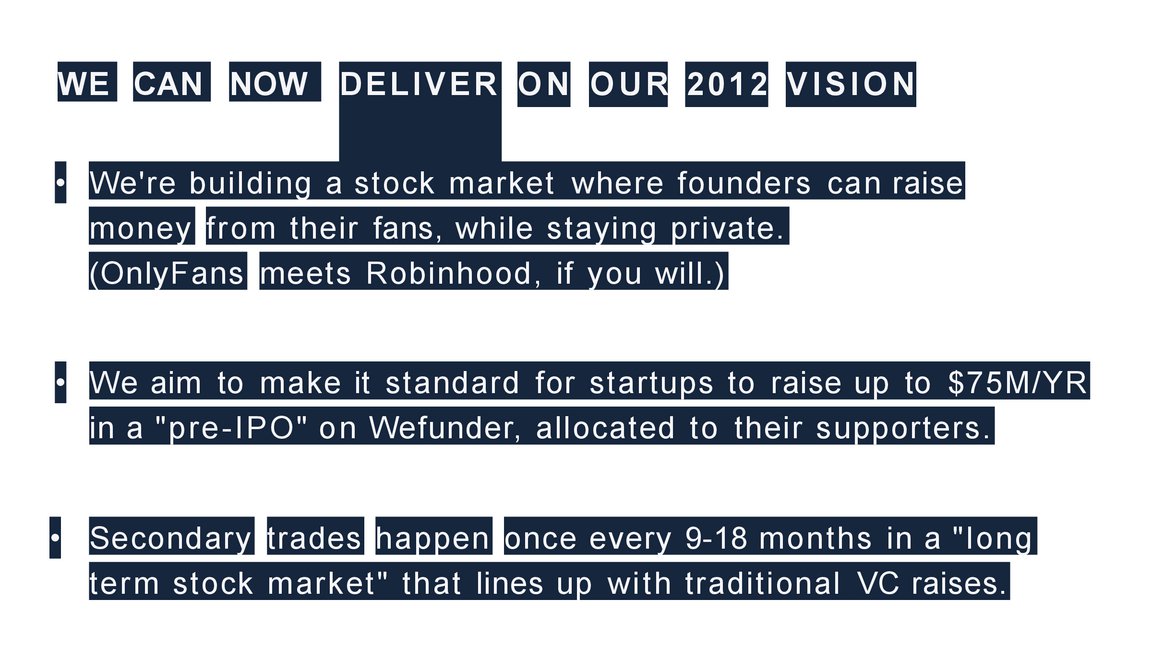 WE CAN NOW DELIVER ON OUR 2012 VISION
• We're building a stock market where founders can raise
money from their fans, while staying private.
(OnlyFans meets Robinhood, if you will.)
• We aim to make it standard for startups to raise up to $75M/YR
in a "pre-IPO" on Wefunder, allocated to their supporters.
• Secondary trades happen once every 9-18 months in a "long
term stock market" that lines up with traditional VC raises.